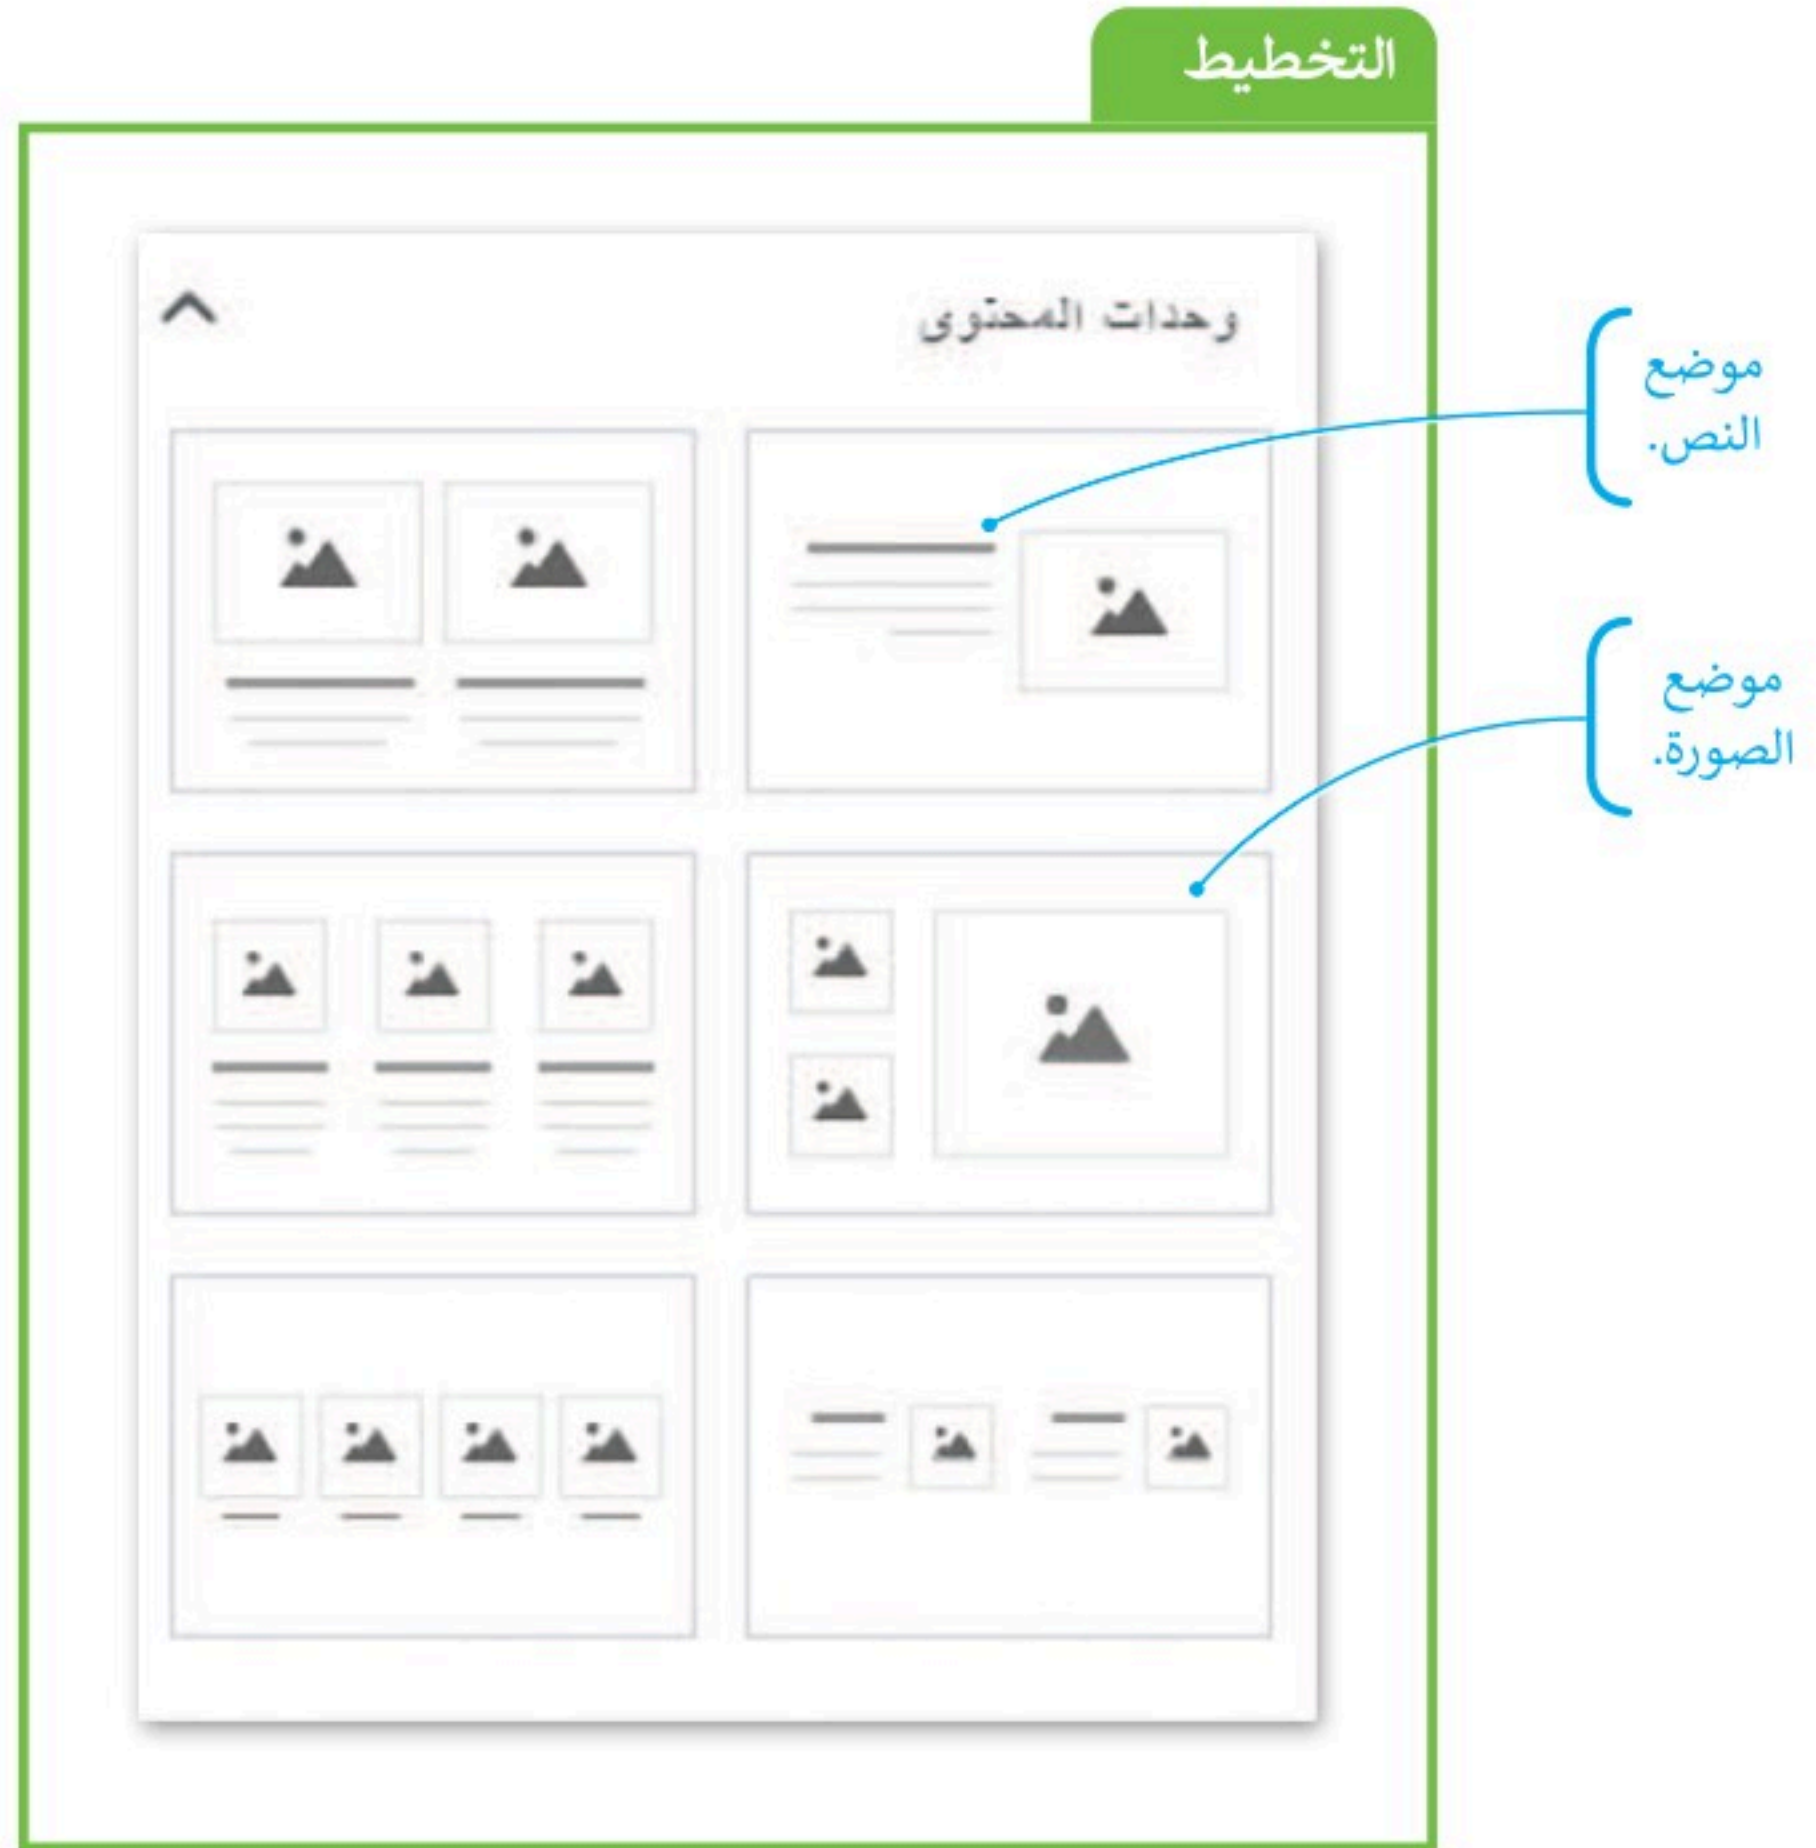 التخطيط
وحدات المحتوى
موضع
النص.
موضع
الصورة.